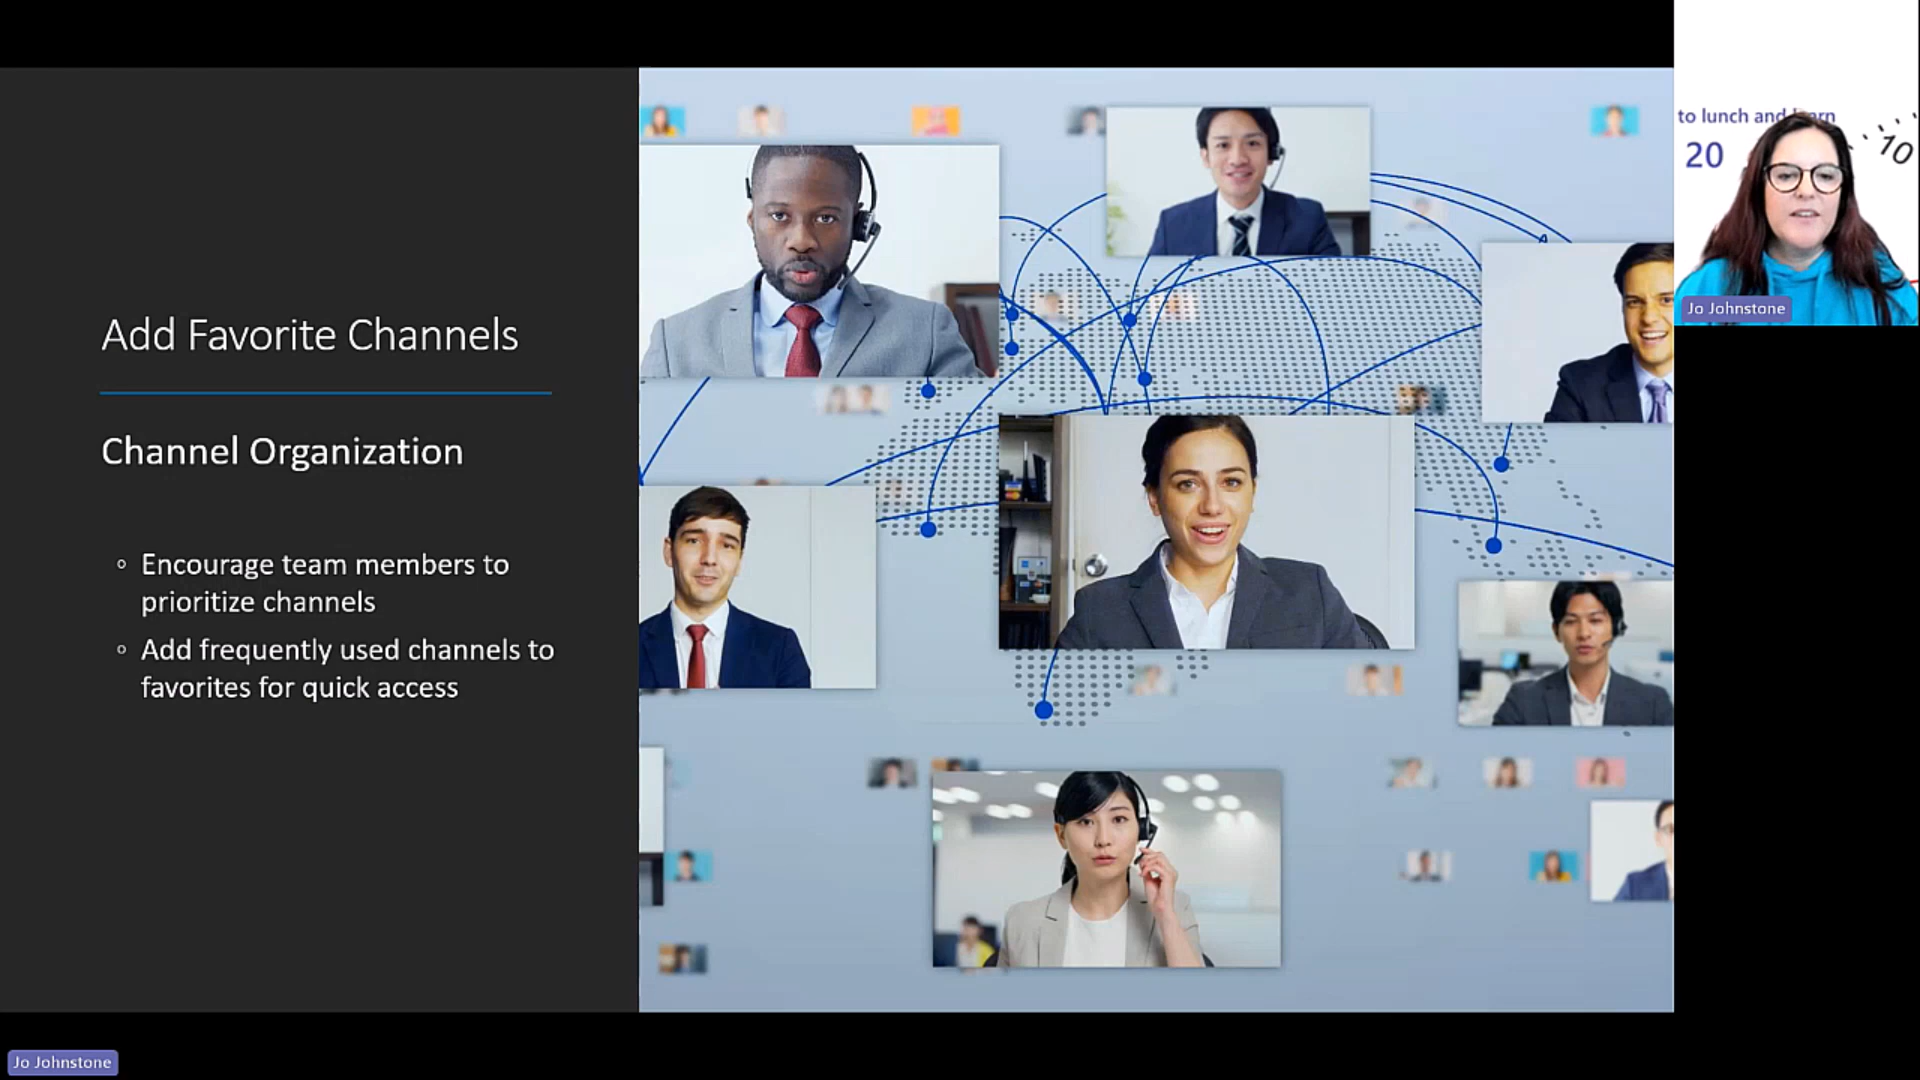 Add Favorite Channels
Channel Organization
Encourage team members to
prioritize channels
Add frequently used channels to
favorites for quick access
to lunch and
20
10
Jo Johnstone
Jo Johnstone